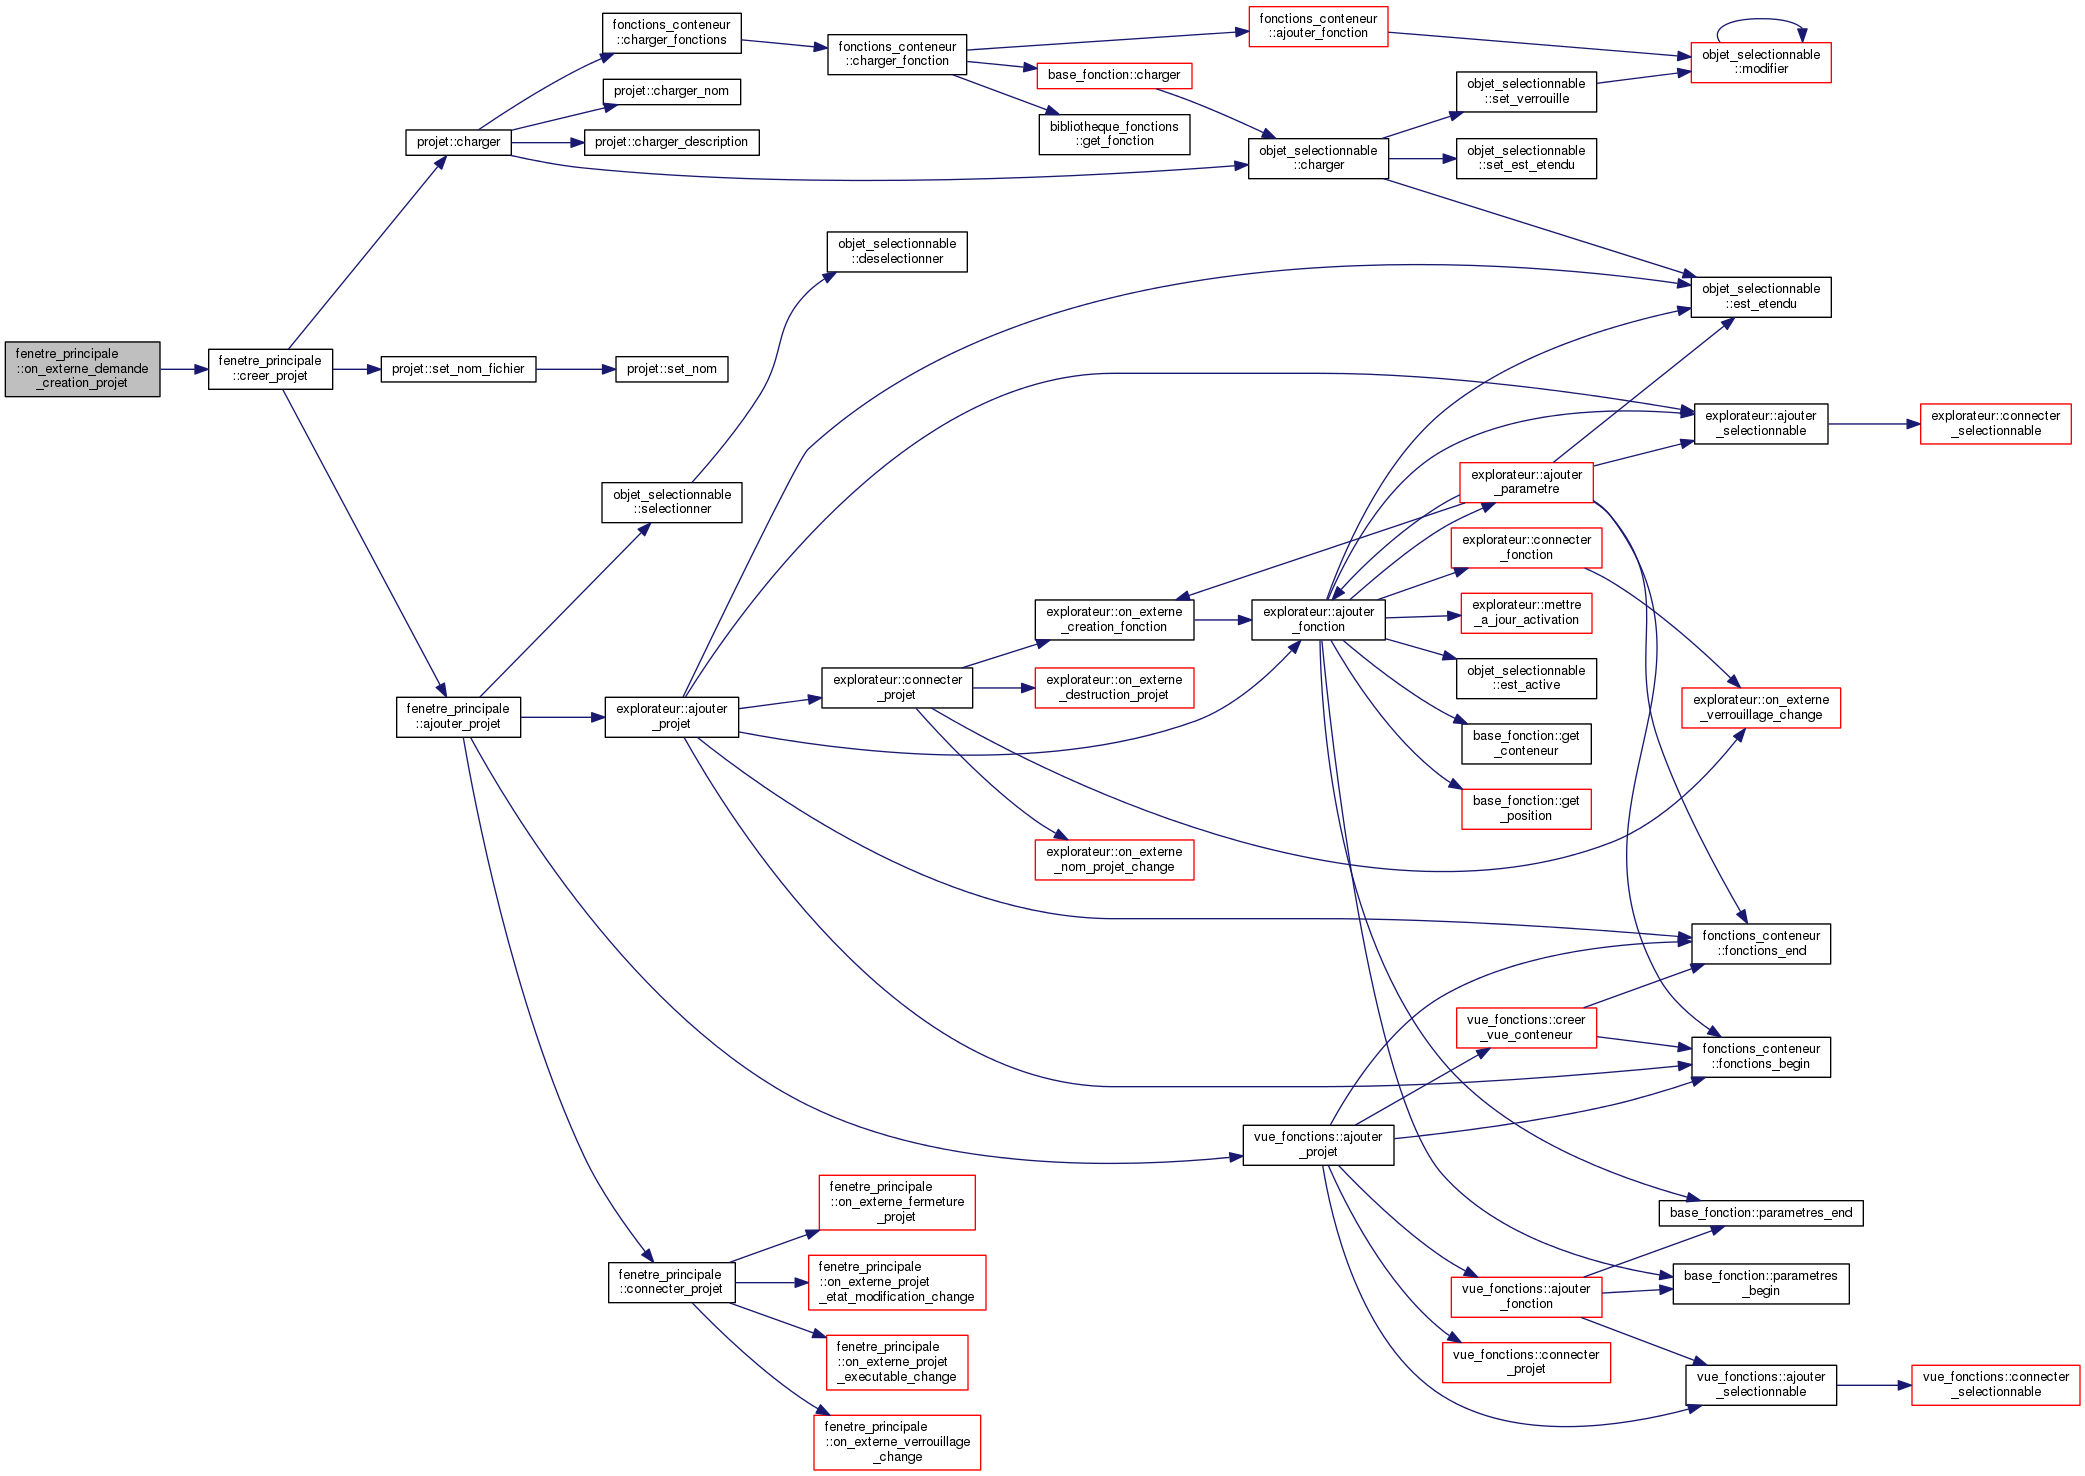 fenetre_principale
::on_externe_demande
_creation_projet
fenetre_principale
::creer_projet
projet::charger
projet::set_nom_fichier
fenetre_principale
::ajouter_projet
fonctions_conteneur
::charger_fonctions
projet::charger_nom
projet::charger_description
projet::set_nom
objet_selectionnable
::selectionner
explorateur::ajouter
_projet
fenetre_principale
::connecter_projet
fonctions_conteneur
::charger_fonction
objet_selectionnable
::deselectionner
explorateur::connecter
_projet
fenetre_principale
::on_externe_fermeture
_projet
fenetre_principale
::on_externe_projet
_etat_modification_change
fenetre_principale
::on_externe_projet
_executable_change
fenetre_principale
::on_externe_verrouillage
_change
base_fonction::charger
bibliotheque_fonctions
::get_fonction
explorateur::on_externe
_creation_fonction
explorateur::on_externe
_destruction_projet
explorateur::on_externe
_nom_projet_change
fonctions_conteneur
::ajouter_fonction
objet_selectionnable
::charger
explorateur::ajouter
_fonction
vue_fonctions::ajouter
_projet
objet_selectionnable
::set_verrouille
objet_selectionnable
::set_est_etendu
explorateur::ajouter
_parametre
explorateur::connecter
_fonction
explorateur::mettre
_a_jour_activation
objet_selectionnable
::est_active
base_fonction::get
_conteneur
base_fonction::get
_position
vue_fonctions::creer
_vue_conteneur
vue_fonctions::ajouter
_fonction
vue_fonctions::connecter
_projet
objet_selectionnable
::modifier
objet_selectionnable
::est_etendu
explorateur::ajouter
_selectionnable
explorateur::on_externe
_verrouillage_change
fonctions_conteneur
::fonctions_end
fonctions_conteneur
::fonctions_begin
base_fonction::parametres_end
base_fonction::parametres
_begin
vue_fonctions::ajouter
_selectionnable
explorateur::connecter
_selectionnable
vue_fonctions::connecter
_selectionnable